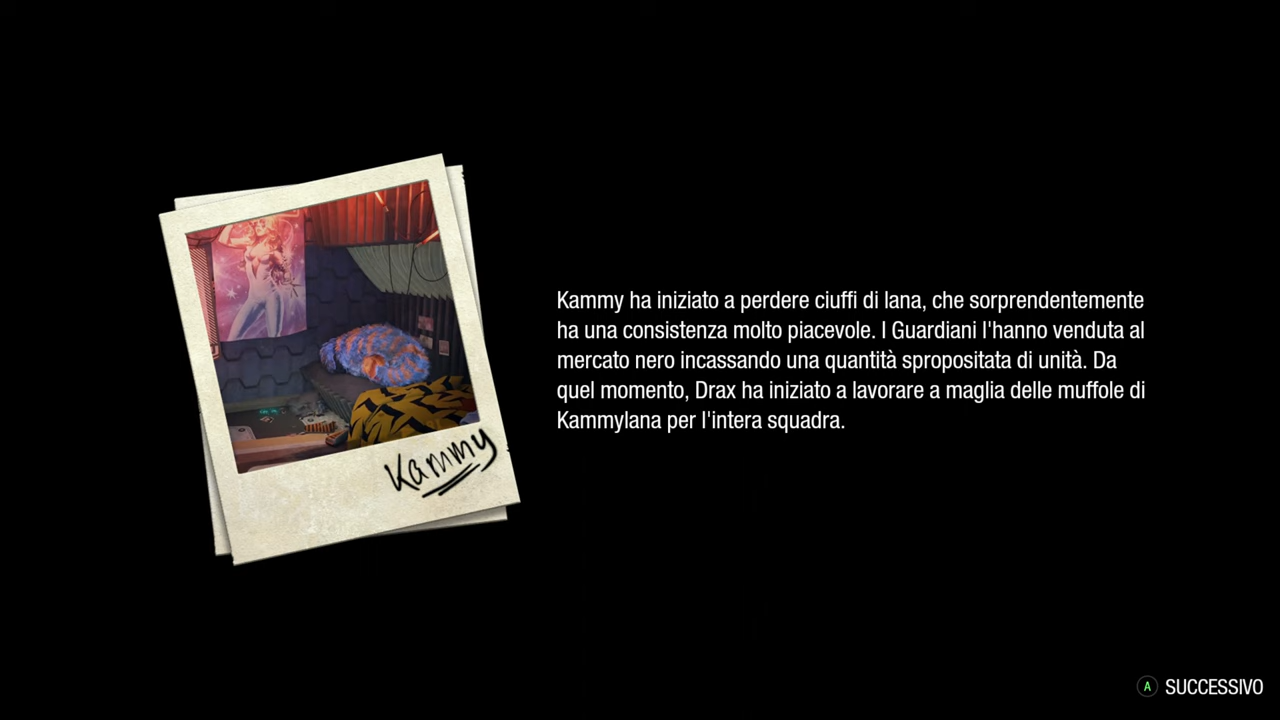 Kammy ha iniziato a perdere ciuffi di lana, che sorprendentemente
ha una consistenza molto piacevole. I Guardiani l'hanno venduta al
mercato nero incassando una quantità spropositata di unità. Da
quel momento, Drax ha iniziato a lavorare a maglia delle muffole di
Kammylana per l'intera squadra.
Kammy
A SUCCESSIVO